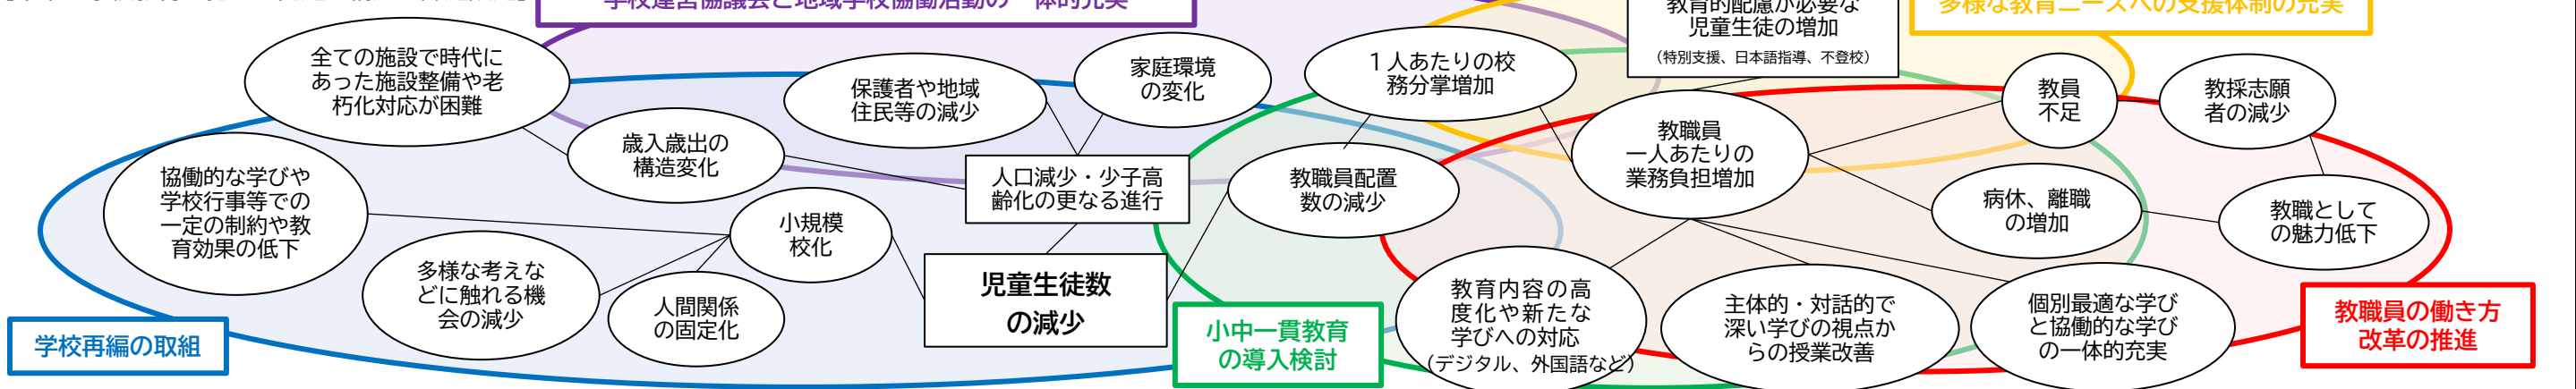 学校運営協議会と地域学校協働活動の一体的充実
教育的配慮が必要な
児童生徒の増加
（特別支援、日本語指導、不登校）
多様な教育ニーズへの支援体制の充実
全ての施設で時代に
あった施設整備や老
朽化対応が困難
保護者や地域
住民等の減少
家庭環境
の変化
１人あたりの校
務分掌増加
教員
不足
教採志願
者の減少
歳入歳出の
構造変化
教職員
一人あたりの
業務負担増加
協働的な学びや
学校行事等での
一定の制約や教
育効果の低下
人口減少・少子高
齢化の更なる進行
教職員配置
数の減少
病休、離職
の増加
教職として
の魅力低下
小規模
校化
多様な考えな
どに触れる機
会の減少
人間関係
の固定化
児童生徒数
の減少
教育内容の高
度化や新たな
学びへの対応
（デジタル、外国語など）
主体的・対話的で
深い学びの視点か
らの授業改善
個別最適な学び
と協働的な学び
の一体的充実
学校再編の取組
小中一貫教育
の導入検討
教職員の働き方
改革の推進